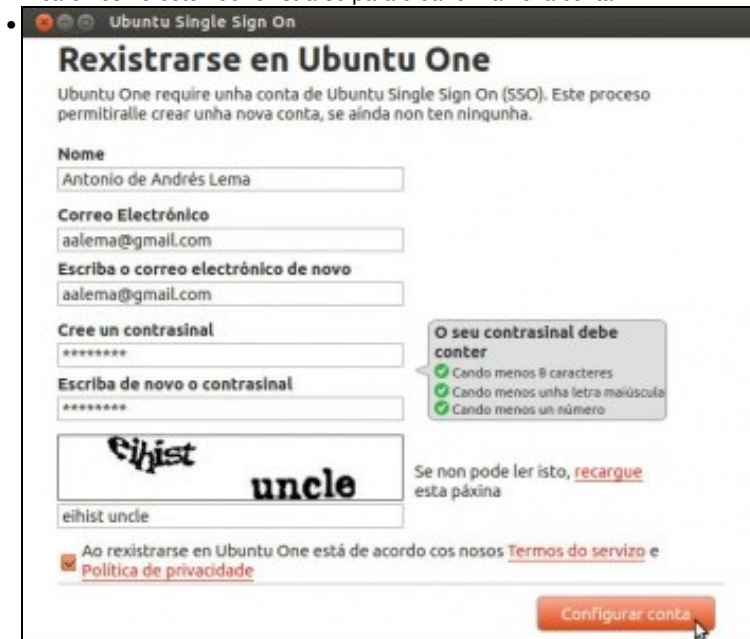 Ubuntu Single Sign On
Rexistrarse en Ubuntu One
Ubuntu One require unha conta de Ubuntu Single Sign On (SSO). Este proceso
permitiralle crear unha nova conta, se aínda non ten ningunha.
Nome
Antonio de Andrés Lema
Correo Electrónico
aalema@gmail.com
Escriba o correo electrónico de novo
aalema@gmail.com
Cree un contrasinal
********
O seu contrasinal debe
conter
Cando menos 8 caracteres
Cando menos unha letra maiúscula
Cando menos un número
Escriba de novo o contrasinal
********
eihist uncle
Se non pode ler isto, recargue
esta páxina
eihist uncle
Ao rexistrarse en Ubuntu One está de acordo cos nosos Termos do servizo e
Política de privacidade
Configurar conta